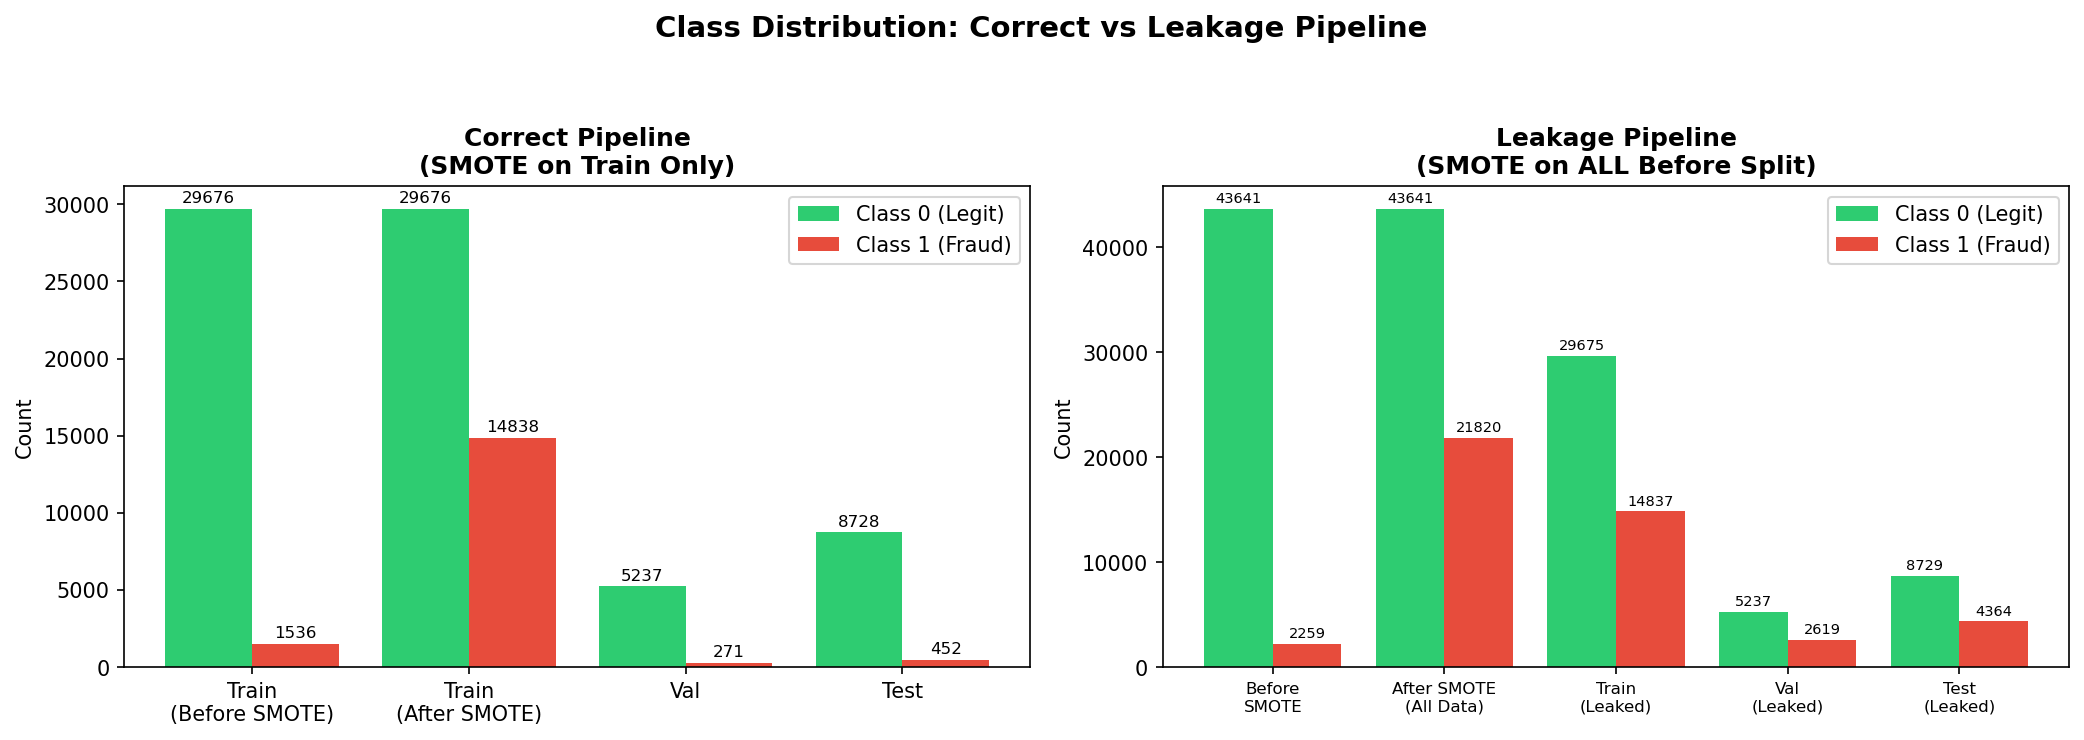 Class Distribution: Correct vs Leakage Pipeline
Correct Pipeline
(SMOTE on Train Only)
30000
25000
20000
15000
10000
5000
0
Count
29676
1536
29676
14838
5237
271
8728
452
Class 0 (Legit)
Class 1 (Fraud)
Train
(Before SMOTE)
Train
(After SMOTE)
Val
Test
Leakage Pipeline
(SMOTE on ALL Before Split)
40000
30000
20000
10000
0
Count
43641
2259
43641
21820
29675
14837
5237
2619
8729
4364
Class 0 (Legit)
Class 1 (Fraud)
Before
SMOTE
After SMOTE
(All Data)
Train
(Leaked)
Val
(Leaked)
Test
(Leaked)